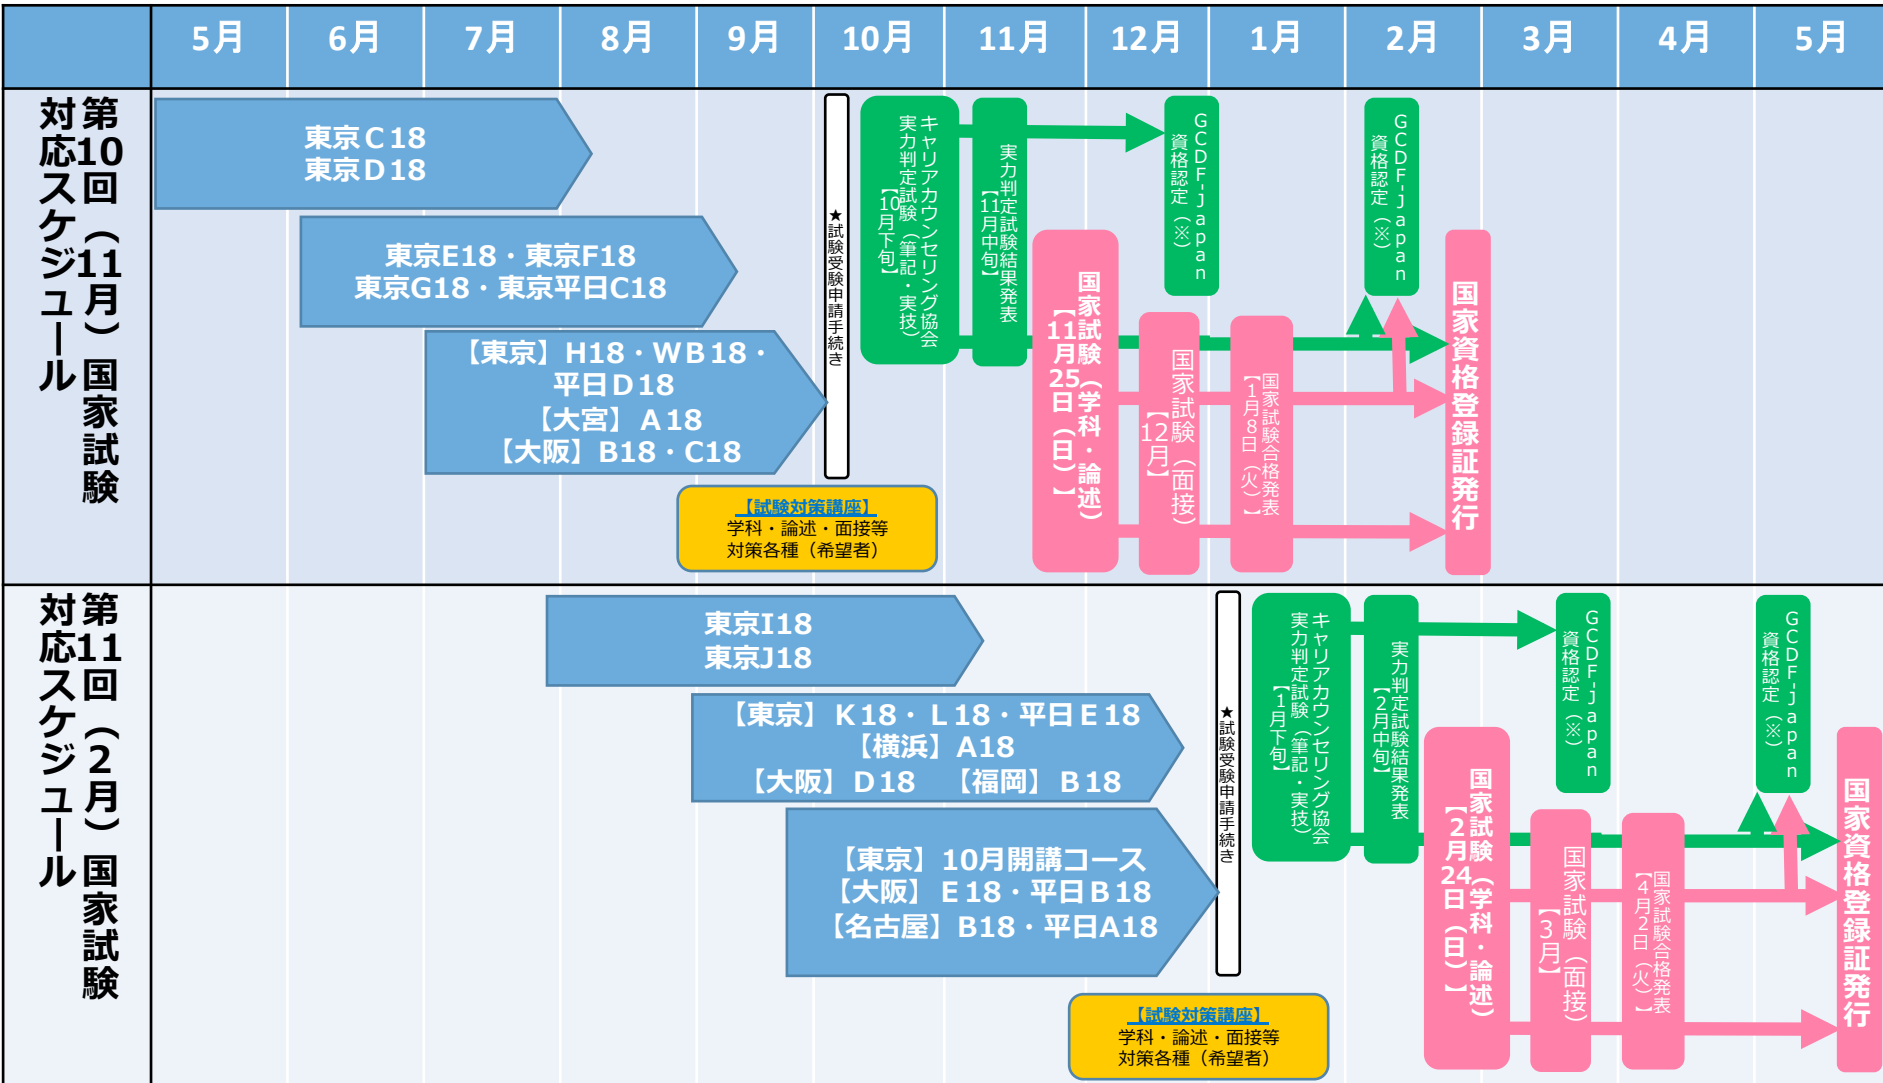 5月 6月 7月 8月 9月 10月 11月 12月 1月 2月 3月 4月 5月
第10回（11月）国家試験
対応スケジュール
東京Ｃ18
東京Ｄ18
東京E18・東京F18
東京G18・東京平日C18
【東京】H18・ＷＢ18・
平日Ｄ18
【大宮】Ａ18
【大阪】B18・C18
★試験受験申請手続き
【試験対策講座】
学科・論述・面接等
対策各種（希望者）
キャリアカウンセリング協会
実力判定試験（筆記・実技）
【10月下旬】
実力判定試験結果発表
【11月中旬】
GCDF-Japan
資格認定（※）
GCDF-Japan
資格認定（※）
国家試験（学科・論述）
【11月25日（日）】
国家試験（面接）
【12月】
国家試験合格発表
【1月8日（火）】
国家資格登録証発行
第11回（2月）国家試験
対応スケジュール
東京I18
東京J18
【東京】Ｋ18・Ｌ18・平日Ｅ18
【横浜】A18
【大阪】Ｄ18　【福岡】Ｂ18
【東京】10月開講コース
【大阪】Ｅ18・平日Ｂ18
【名古屋】B18・平日A18
★試験受験申請手続き
【試験対策講座】
学科・論述・面接等
対策各種（希望者）
キャリアカウンセリング協会
実力判定試験（筆記・実技）
【1月下旬】
実力判定試験結果発表
【2月中旬】
GCDF-Japan
資格認定（※）
GCDF-Japan
資格認定（※）
国家試験（学科・論述）
【2月24日（日）】
国家試験（面接）
【3月】
国家試験合格発表
【4月2日（火）】
国家資格登録証発行